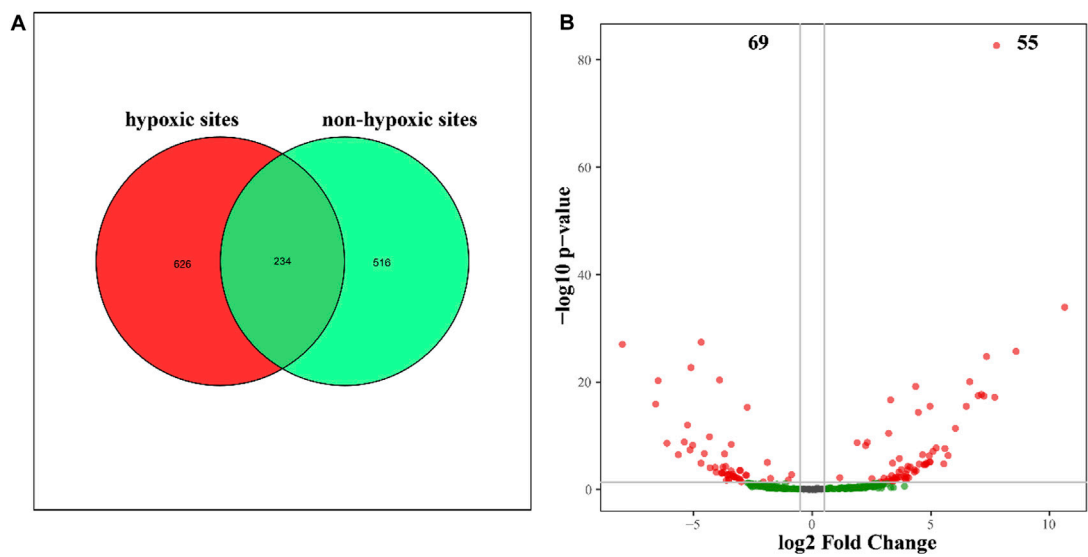 A
hypoxic sites
non-hypoxic sites
626
234
516
B
69
55
80
60
40
20
0
−log10 p−value
−5
0
5
10
log2 Fold Change